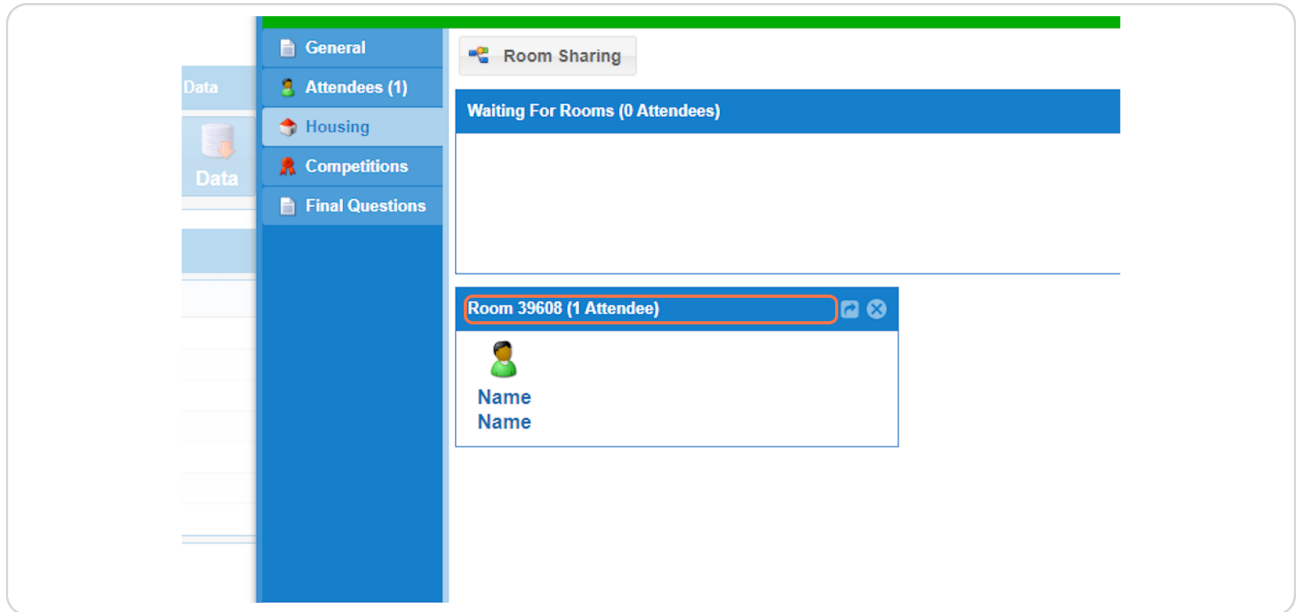 Data
Data
General
Attendees (1)
Housing
Competitions
Final Questions
Room Sharing
Waiting For Rooms (0 Attendees)
Room 39608 (1 Attendee)
Name
Name